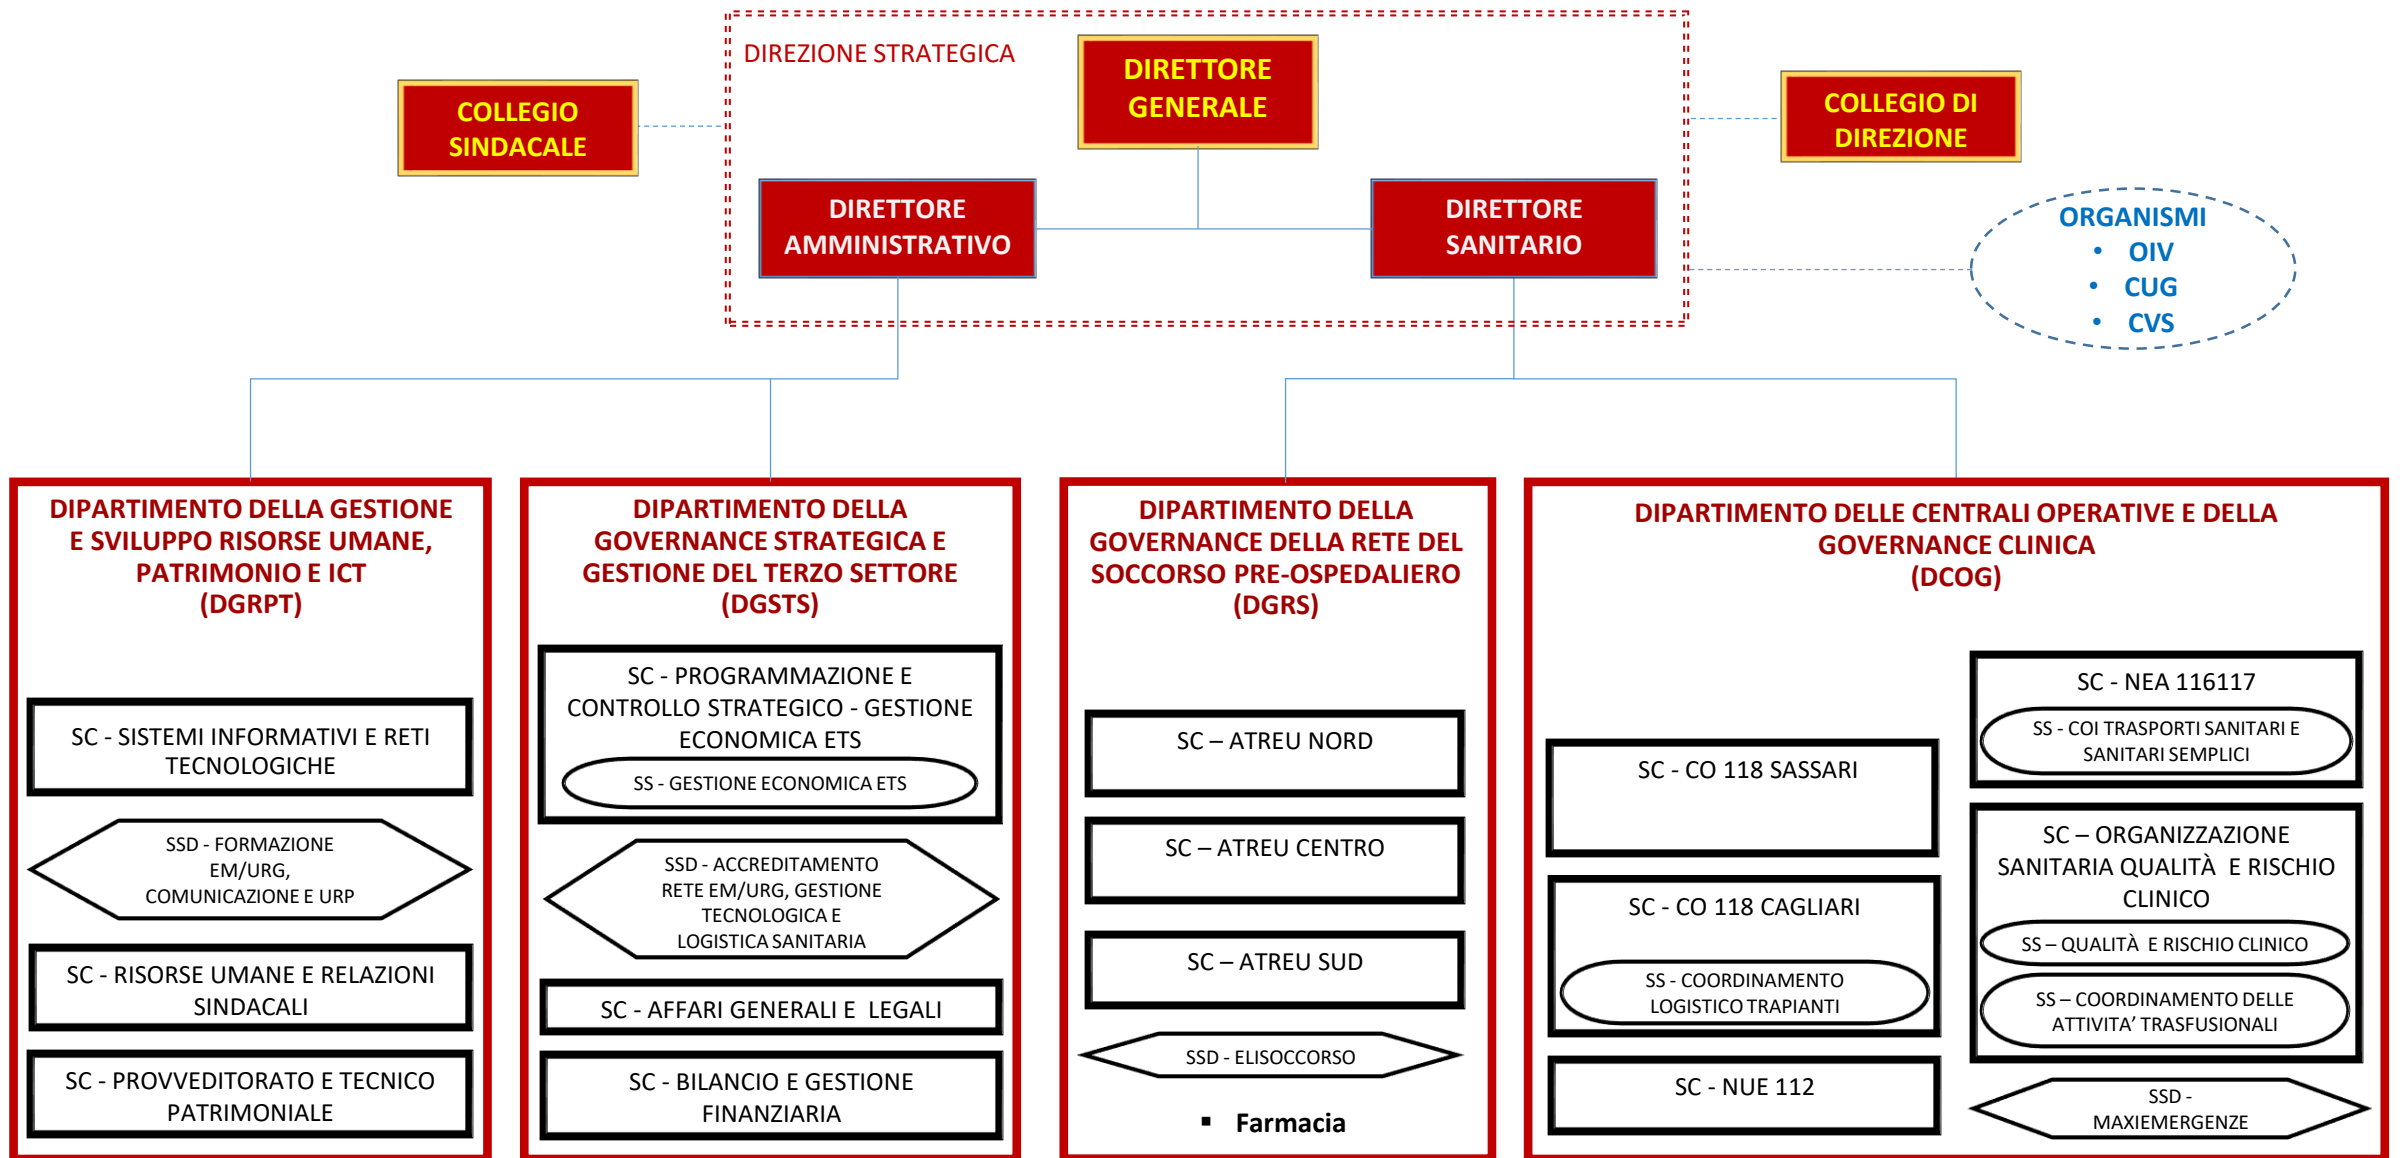 DIREZIONE STRATEGICA
DIRETTORE
GENERALE
COLLEGIO
SINDACALE
COLLEGIO DI
DIREZIONE
DIRETTORE
AMMINISTRATIVO
DIRETTORE
SANITARIO
ORGANISMI
• OIV
• CUG
• CVS
DIPARTIMENTO DELLA GESTIONE
E SVILUPPO RISORSE UMANE,
PATRIMONIO E ICT
(DGRPT)
SC - SISTEMI INFORMATIVI E RETI
TECNOLOGICHE
SSD - FORMAZIONE
EM/URG,
COMUNICAZIONE E URP
SC - RISORSE UMANE E RELAZIONI
SINDACALI
SC - PROVVEDITORATO E TECNICO
PATRIMONIALE
DIPARTIMENTO DELLA
GOVERNANCE STRATEGICA E
GESTIONE DEL TERZO SETTORE
(DGSTS)
SC - PROGRAMMAZIONE E
CONTROLLO STRATEGICO - GESTIONE
ECONOMICA ETS
SS - GESTIONE ECONOMICA ETS
SSD - ACCREDITAMENTO
RETE EM/URG, GESTIONE
TECNOLOGICA E
LOGISTICA SANITARIA
SC - AFFARI GENERALI E LEGALI
SC - BILANCIO E GESTIONE
FINANZIARIA
DIPARTIMENTO DELLA
GOVERNANCE DELLA RETE DEL
SOCCORSO PRE-OSPEDALIERO
(DGRS)
SC – ATREU NORD
SC – ATREU CENTRO
SC – ATREU SUD
SSD - ELISOCCORSO
▪ Farmacia
DIPARTIMENTO DELLE CENTRALI OPERATIVE E DELLA
GOVERNANCE CLINICA
(DCOG)
SC - CO 118 SASSARI
SC - CO 118 CAGLIARI
SS - COORDINAMENTO
LOGISTICO TRAPIANTI
SC - NUE 112
SC - NEA 116117
SS - COI TRASPORTI SANITARI E
SANITARI SEMPLICI
SC – ORGANIZZAZIONE
SANITARIA QUALITÀ E RISCHIO
CLINICO
SS – QUALITÀ E RISCHIO CLINICO
SS – COORDINAMENTO DELLE
ATTIVITA’ TRASFUSIONALI
SSD -
MAXIEMERGENZE